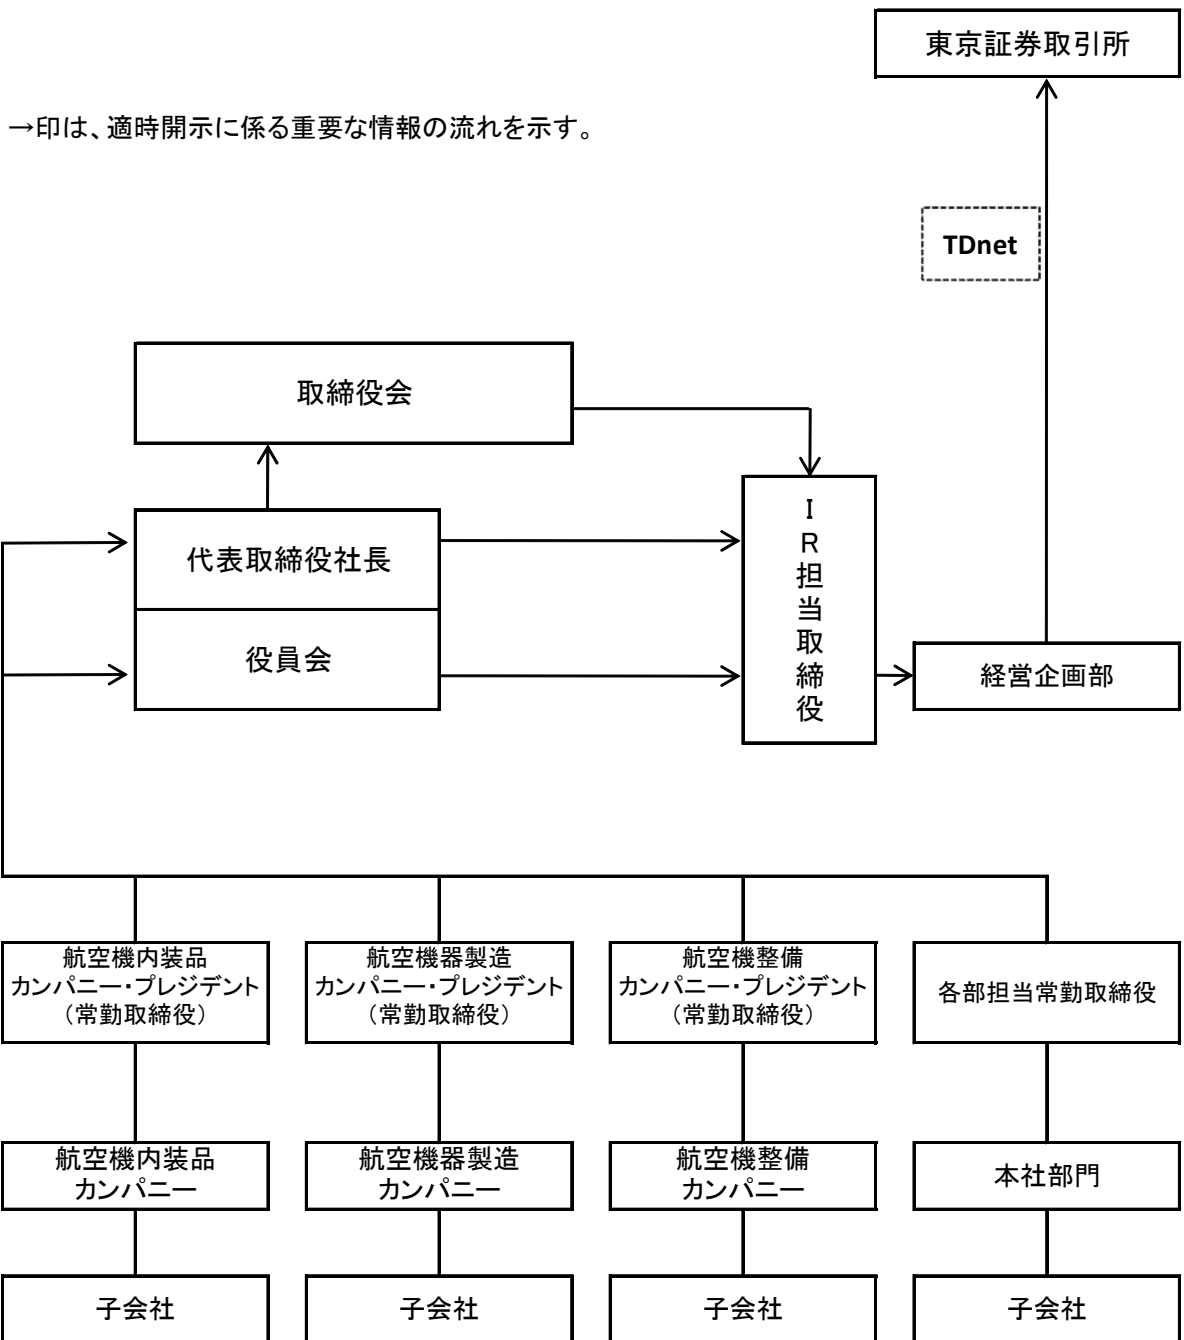 東京証券取引所
→印は、適時開示に係る重要な情報の流れを示す。
TDnet
取締役会
代表取締役社長
役員会
ＩＲ担当取締役
経営企画部
航空機内装品
カンパニー・プレジデント
（常勤取締役）
航空機器製造
カンパニー・プレジデント
（常勤取締役）
航空機整備
カンパニー・プレジデント
（常勤取締役）
各部担当常勤取締役
航空機内装品
カンパニー
航空機器製造
カンパニー
航空機整備
カンパニー
本社部門
子会社
子会社
子会社
子会社